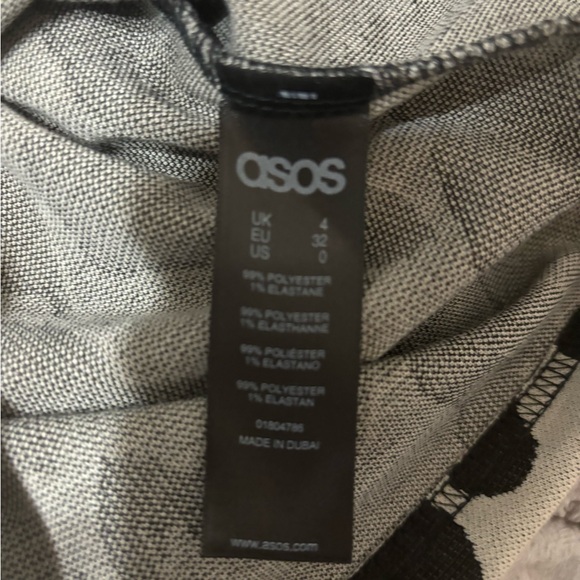 asos
UK 4
EU 32
US 0
99% POLYESTER
1% ELASTANE
99% POLYESTER
1% ELASTHANNE
99% POLIÉSTER
1% ELASTANO
99% POLYESTER
1% ELASTAN
01804786
MADE IN DUBAI
www.asos.com